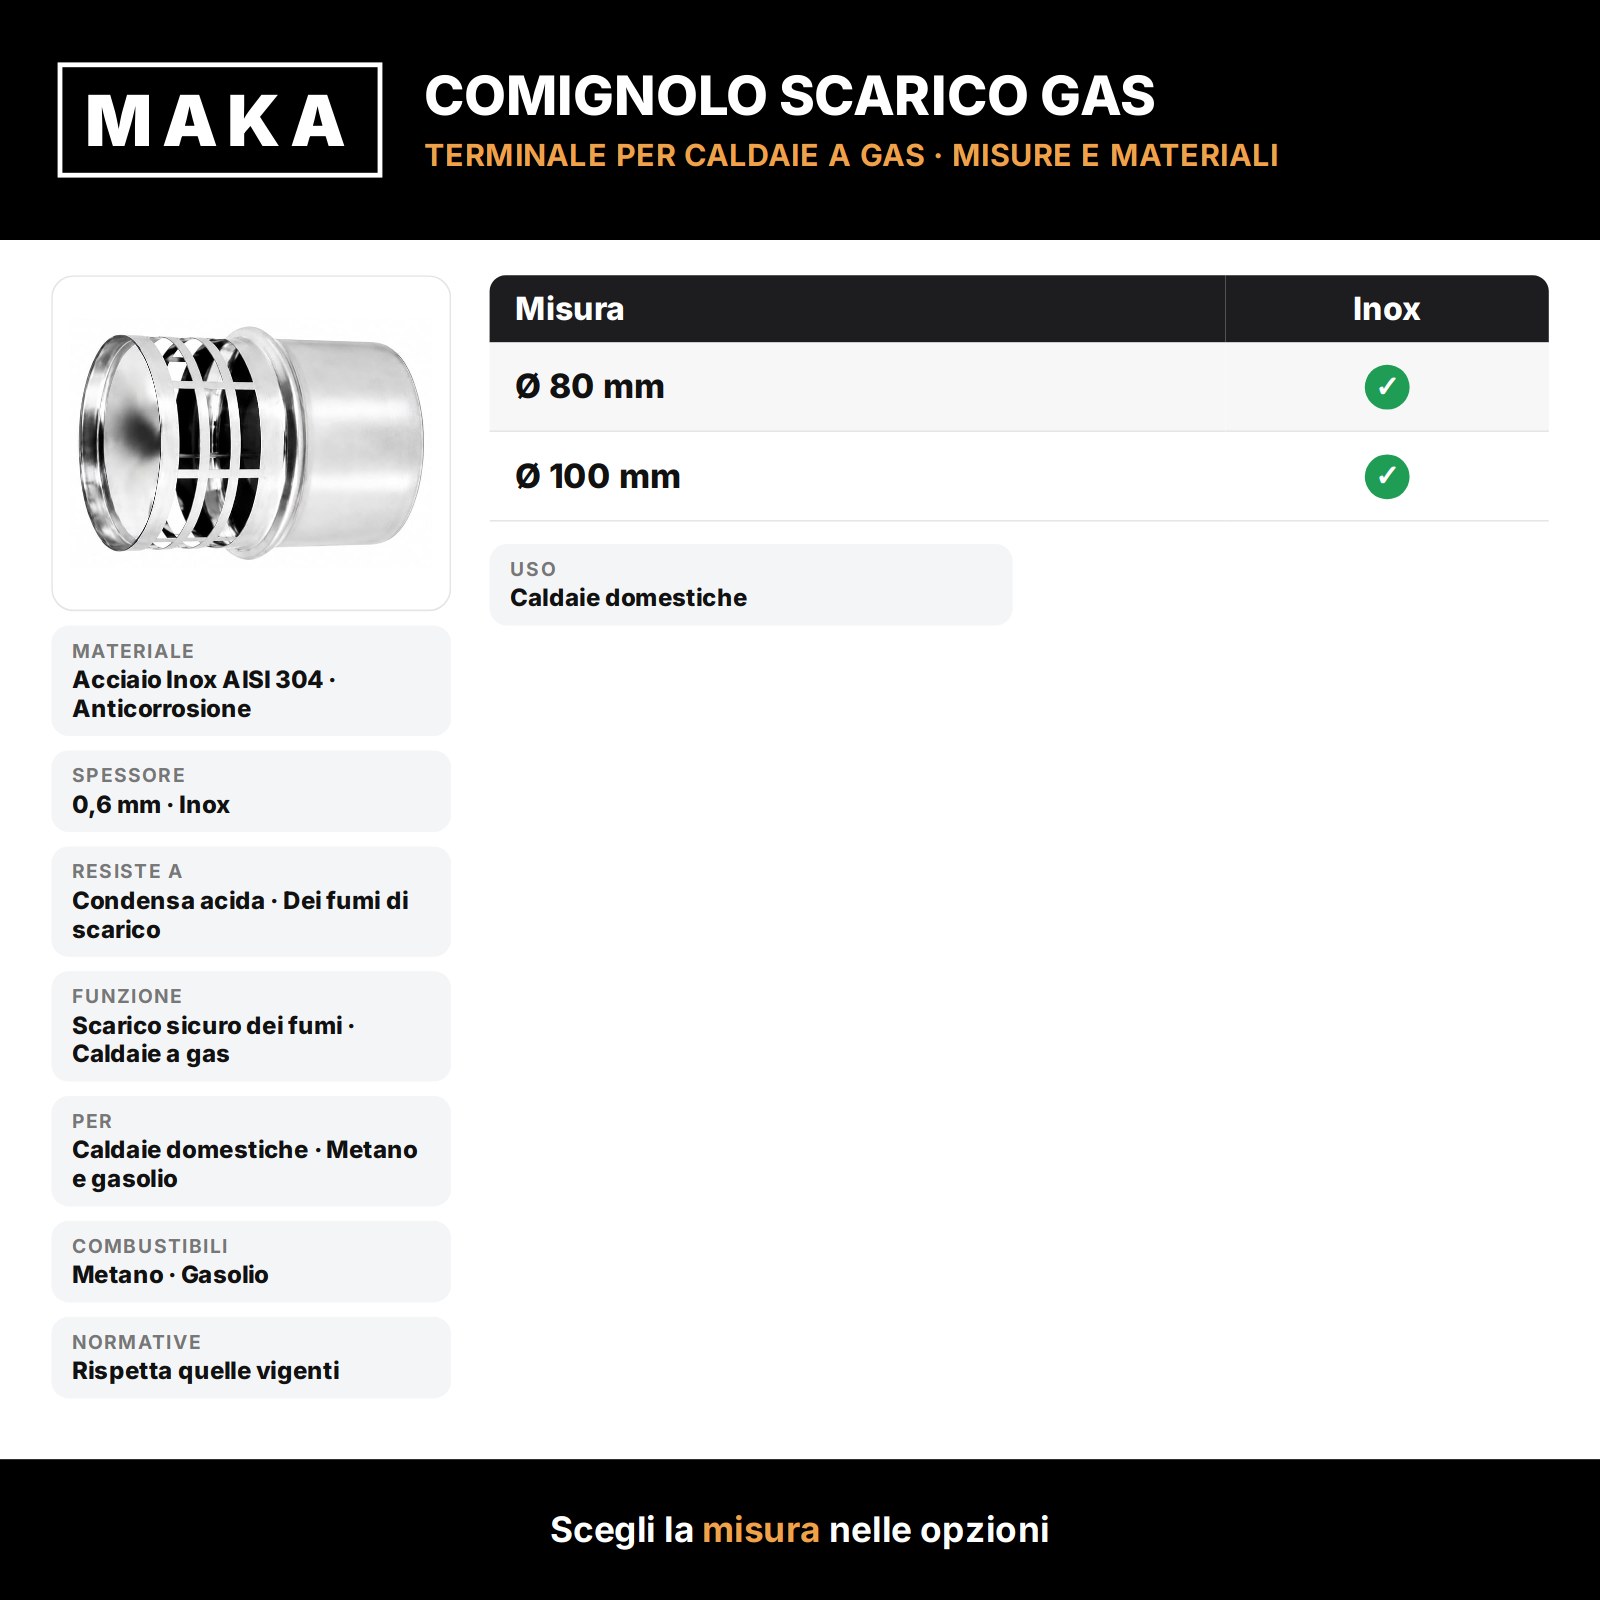 MAKA
COMIGNOLO SCARICO GAS
TERMINALE PER CALDAIE A GAS · MISURE E MATERIALI
Misura Inox
Ø 80 mm ✓
Ø 100 mm ✓
USO
Caldaie domestiche
MATERIALE
Acciaio Inox AISI 304 ·
Anticorrosione
SPESSORE
0,6 mm · Inox
RESISTE A
Condensa acida · Dei fumi di
scarico
FUNZIONE
Scarico sicuro dei fumi ·
Caldaie a gas
PER
Caldaie domestiche · Metano
e gasolio
COMBUSTIBILI
Metano · Gasolio
NORMATIVE
Rispetta quelle vigenti
Scegli la misura nelle opzioni